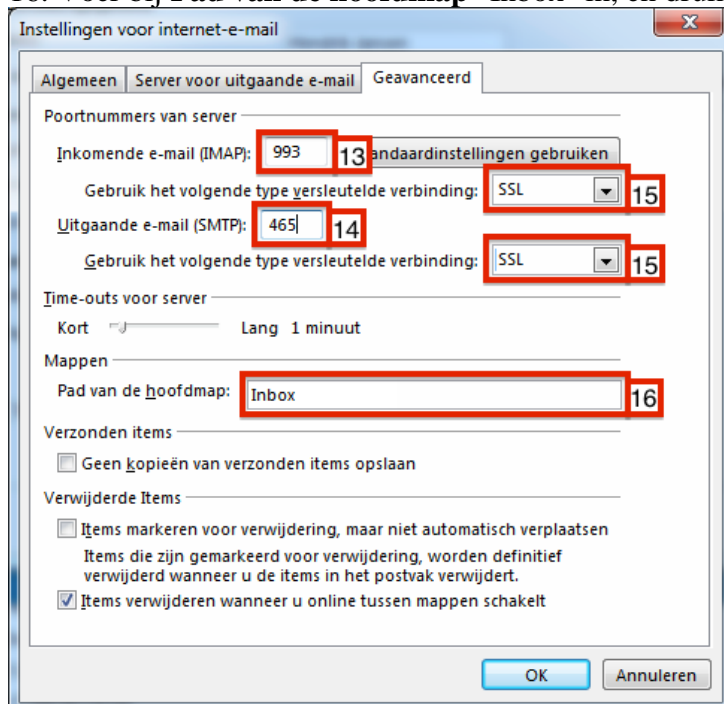 Instellingen voor internet-e-mail
Algemeen Server voor uitgaande e-mail Geavanceerd
Poortnummers van server
Inkomende e-mail (IMAP): 993 13 andaardinstellingen gebruiken
Gebruik het volgende type versleutelde verbinding: SSL 15
Uitgaande e-mail (SMTP): 465 14
Gebruik het volgende type versleutelde verbinding: SSL 15
Time-outs voor server
Kort Lang 1 minuut
Mappen
Pad van de hoofdmap: Inbox 16
Verzonden items
Geen kopieën van verzonden items opslaan
Verwijderde Items
Items markeren voor verwijdering, maar niet automatisch verplaatsen
Items die zijn gemarkeerd voor verwijdering, worden definitief
verwijderd wanneer u de items in het postvak verwijdert.
Items verwijderen wanneer u online tussen mappen schakelt
OK Annuleren